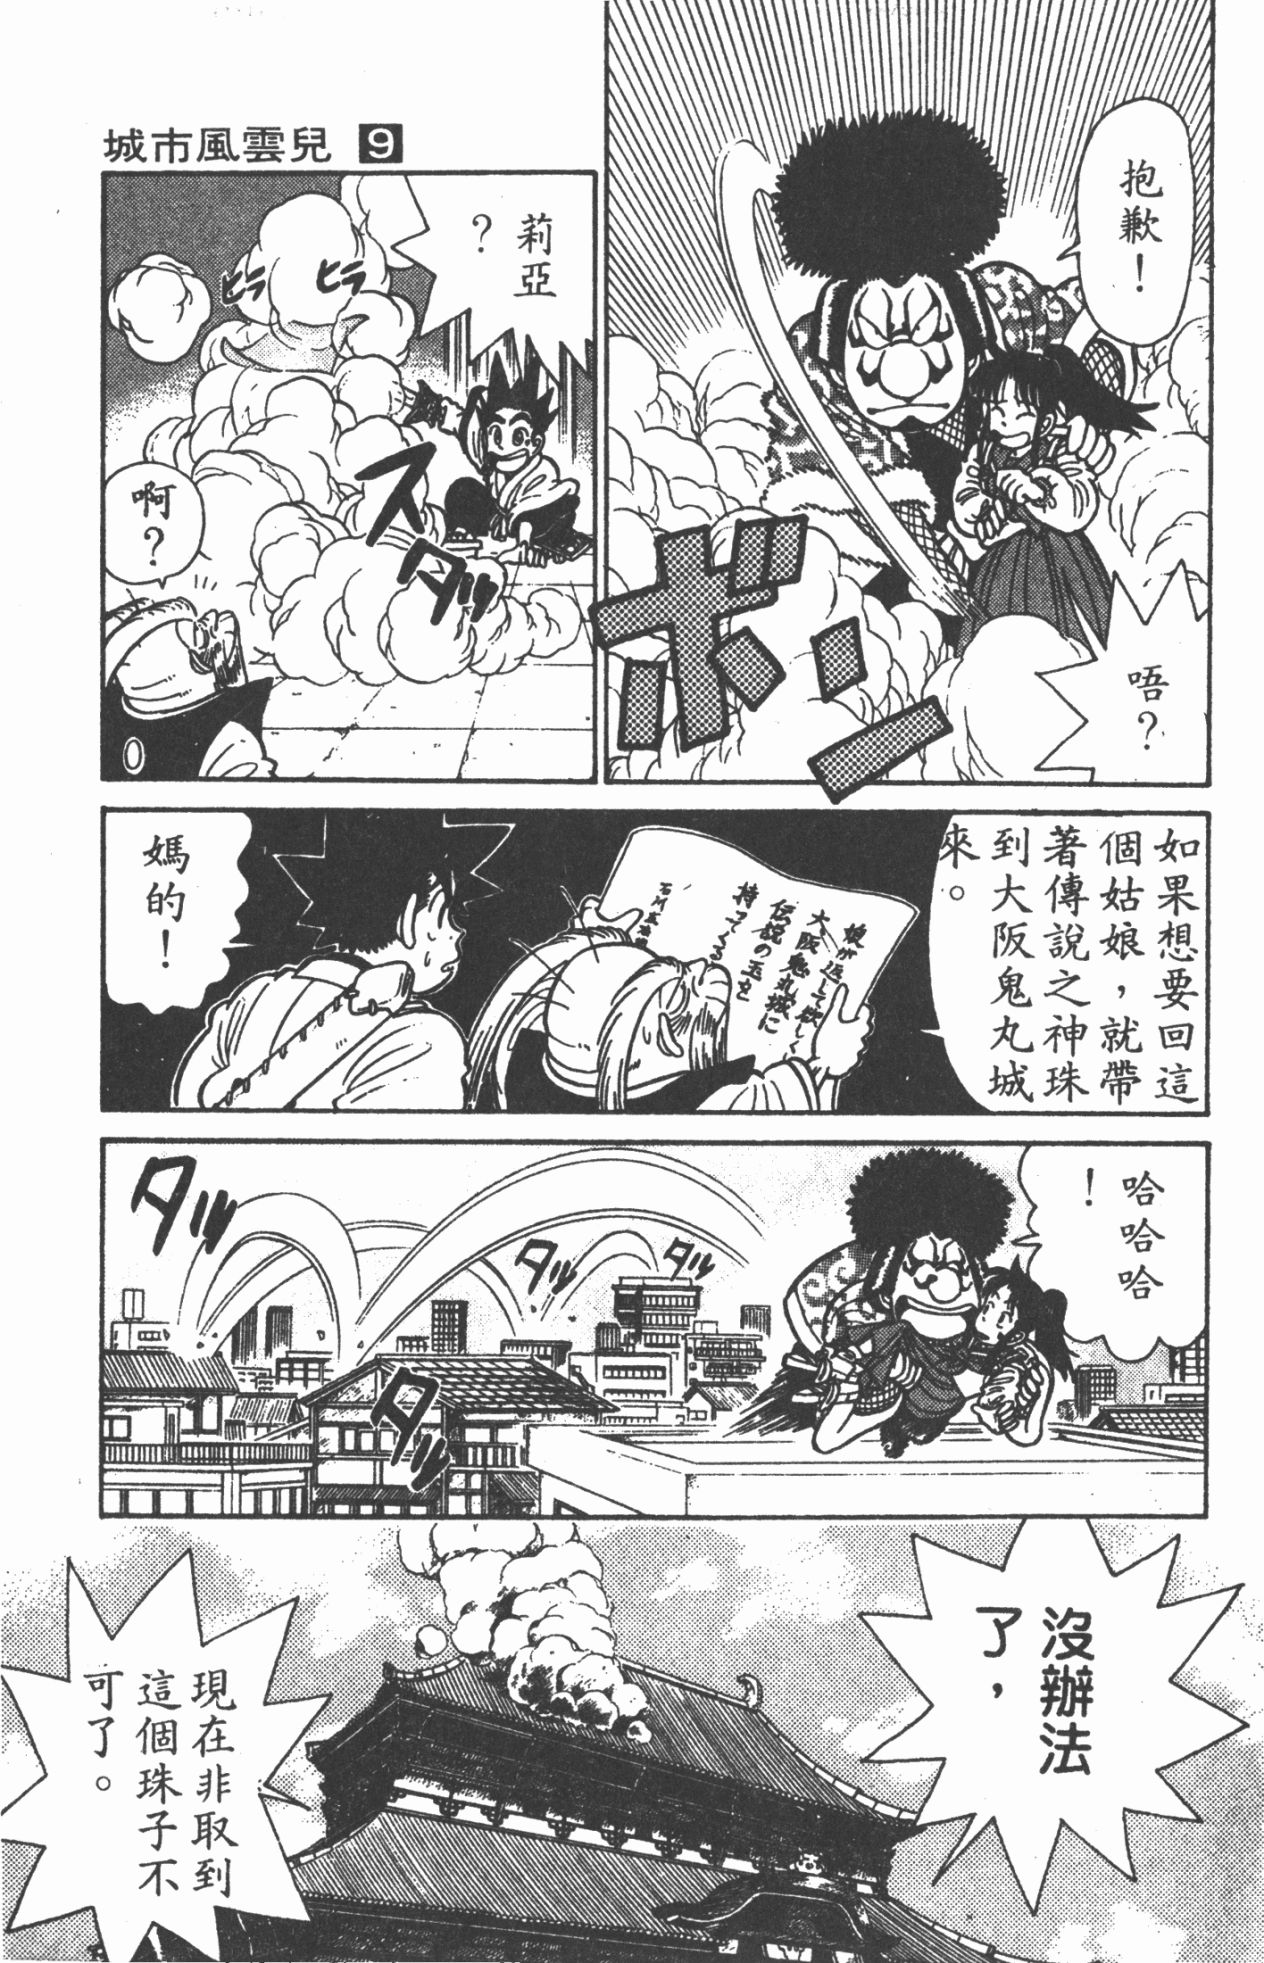 城市風雲兒 9
抱歉！
唔？
ボン
莉亞
？
ヒラ
ヒラ
スタッ
啊？
如果想要回這
個姑娘，就帶
著傳說之神珠
到大阪鬼丸城
來。
娘が返して欲しく
大阪鬼丸城に
伝説の玉を
持ってくる
石川
媽的！
哈哈哈
！
タッ
タッ
タッ
タッ
沒辦法
了，
現在非取到
這個珠子不
可了。